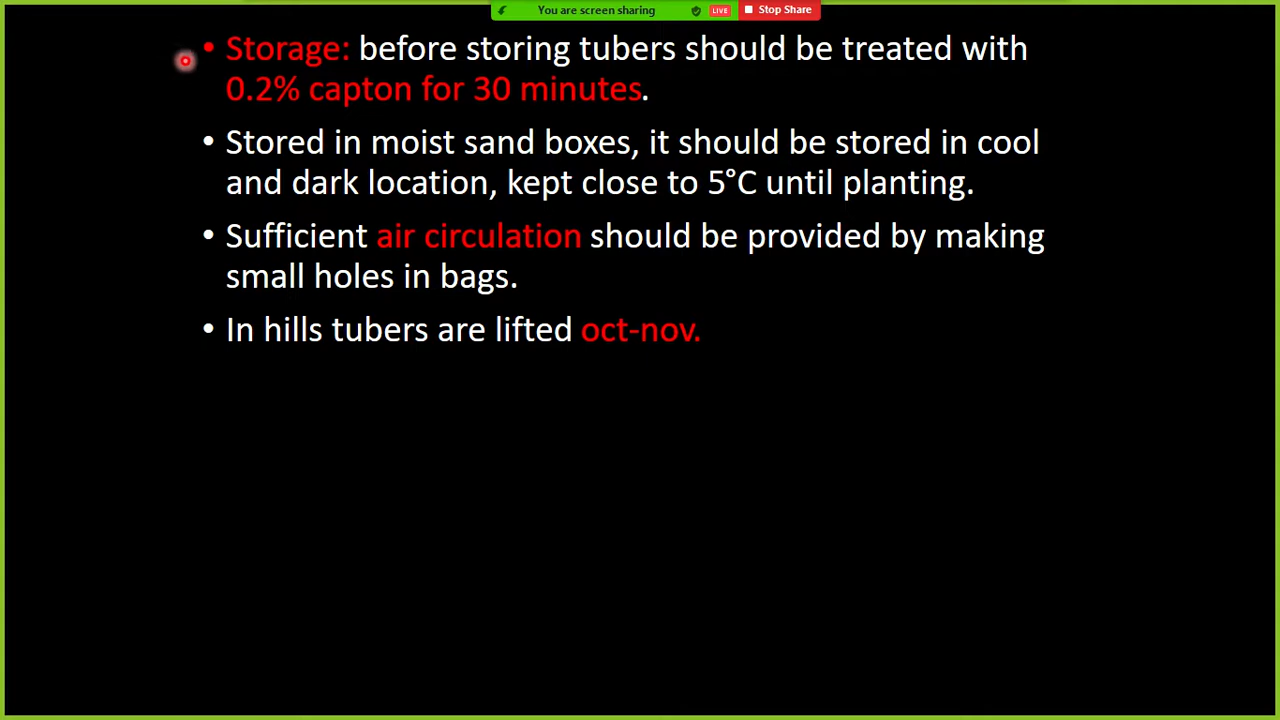 You are screen sharing LIVE Stop Share
• Storage: before storing tubers should be treated with
0.2% capton for 30 minutes.
• Stored in moist sand boxes, it should be stored in cool
and dark location, kept close to 5°C until planting.
• Sufficient air circulation should be provided by making
small holes in bags.
• In hills tubers are lifted oct-nov.